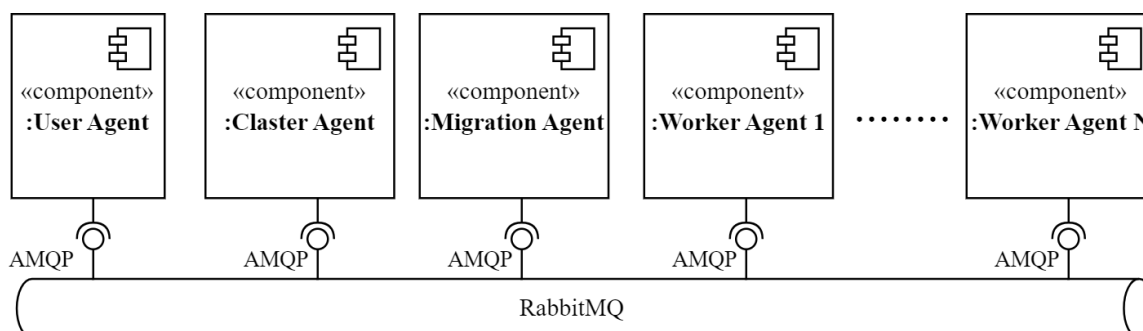 «component» «component» «component» «component» «component»
:User Agent :Claster Agent :Migration Agent :Worker Agent 1 ........ :Worker Agent N
AMQP AMQP AMQP AMQP AMQP
RabbitMQ